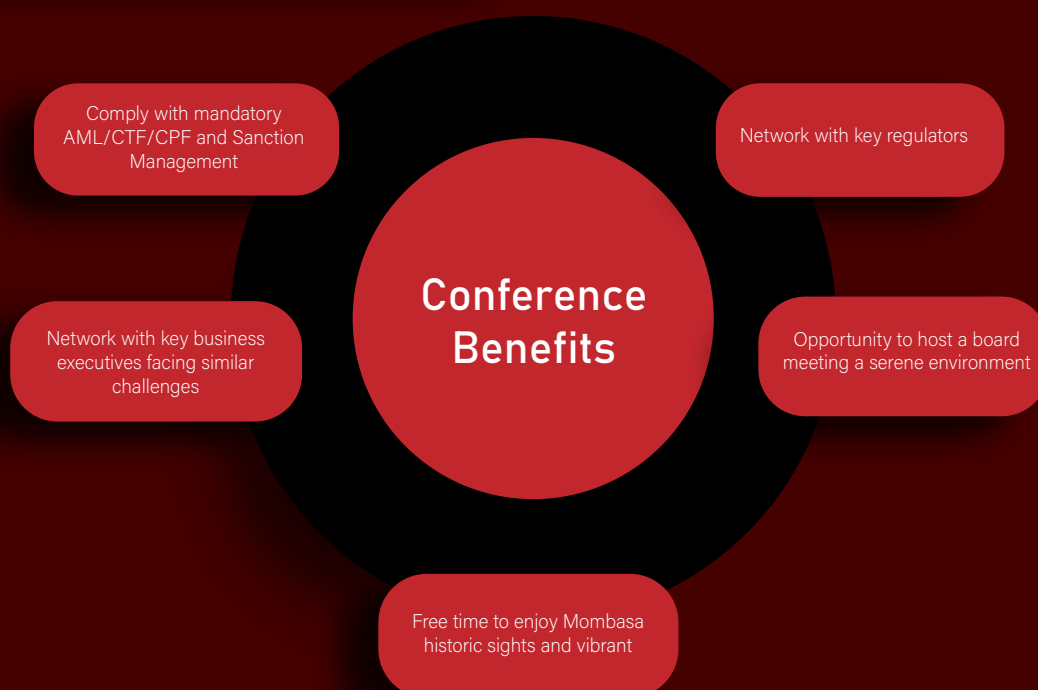 Comply with mandatory
AML/CTF/CPF and Sanction
Management
Network with key regulators
Conference
Benefits
Network with key business
executives facing similar
challenges
Opportunity to host a board
meeting a serene environment
Free time to enjoy Mombasa
historic sights and vibrant